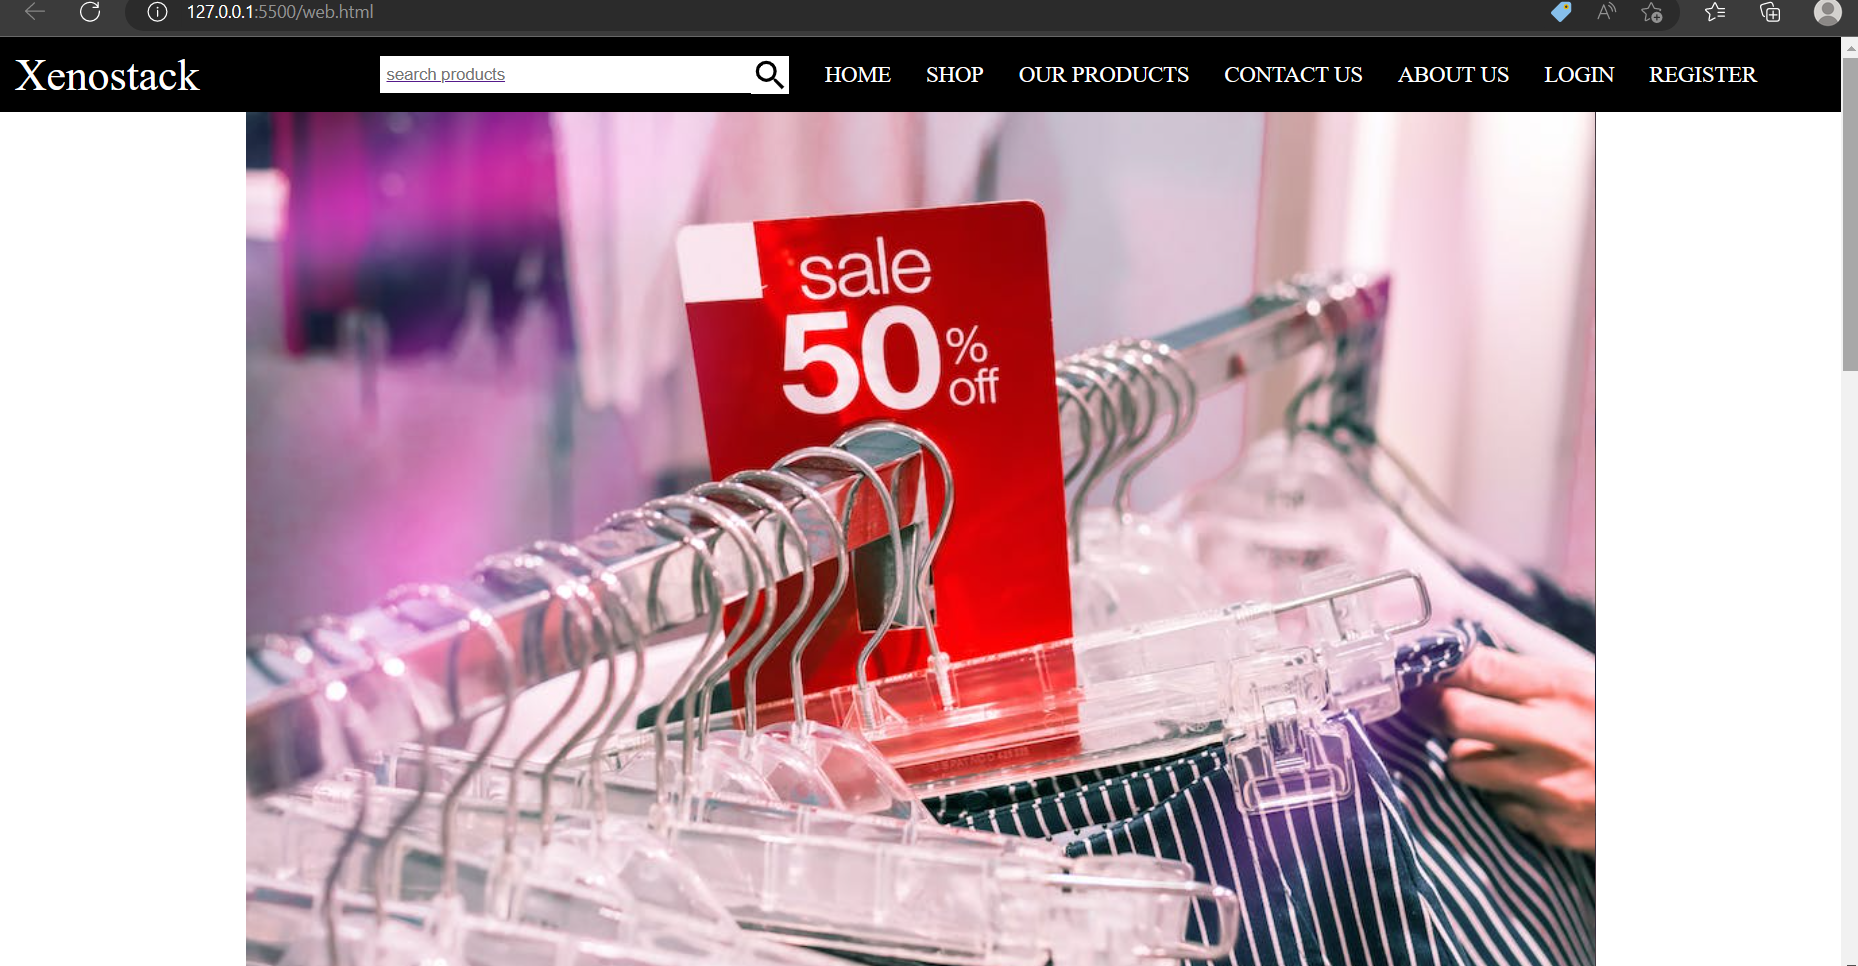 127.0.0.1:5500/web.html
Xenostack
search products
HOME
SHOP
OUR PRODUCTS
CONTACT US
ABOUT US
LOGIN
REGISTER
sale
50%
off